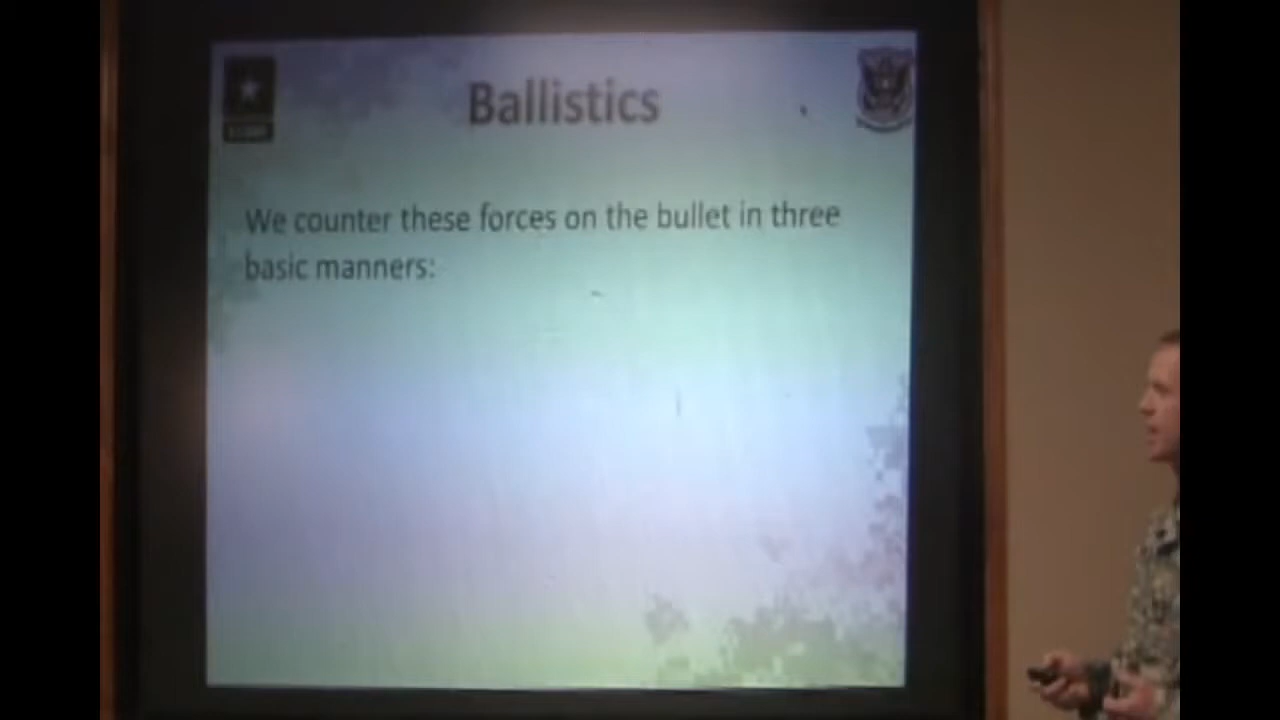 Ballistics
We counter these forces on the bullet in three
basic manners: